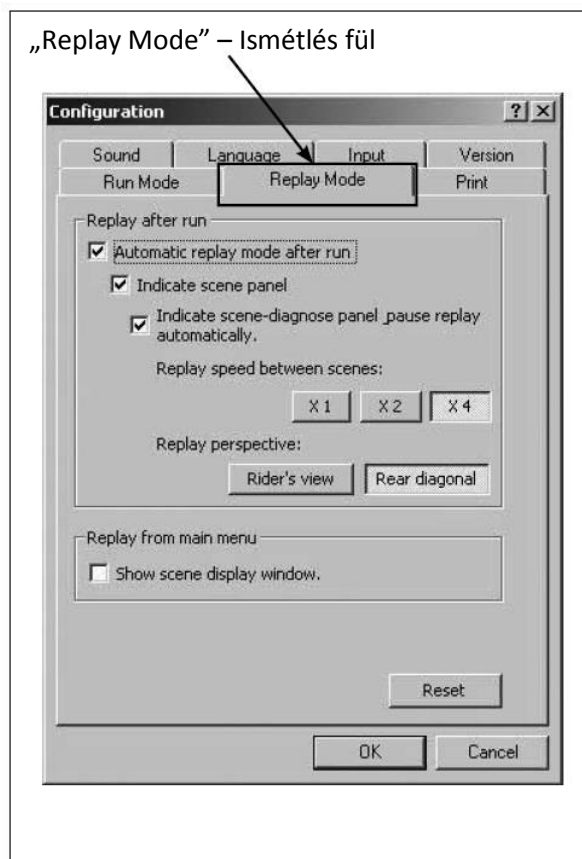 „Replay Mode” – Ismétlés fül
Configuration
Sound Language Input Version
Run Mode Replay Mode Print
Replay after run
Automatic replay mode after run
Indicate scene panel
Indicate scene-diagnose panel ,pause replay
automatically.
Replay speed between scenes:
X 1 X 2 X 4
Replay perspective:
Rider's view Rear diagonal
Replay from main menu
Show scene display window.
Reset
OK Cancel